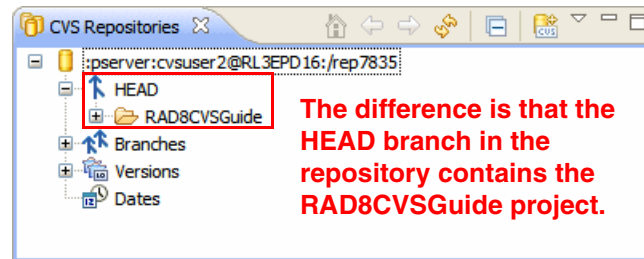 CVS Repositories
:pserver:cvsuser2@RL3EPD16:/rep7835
HEAD
RAD8CVSGuide
Branches
Versions
Dates
The difference is that the
HEAD branch in the
repository contains the
RAD8CVSGuide project.